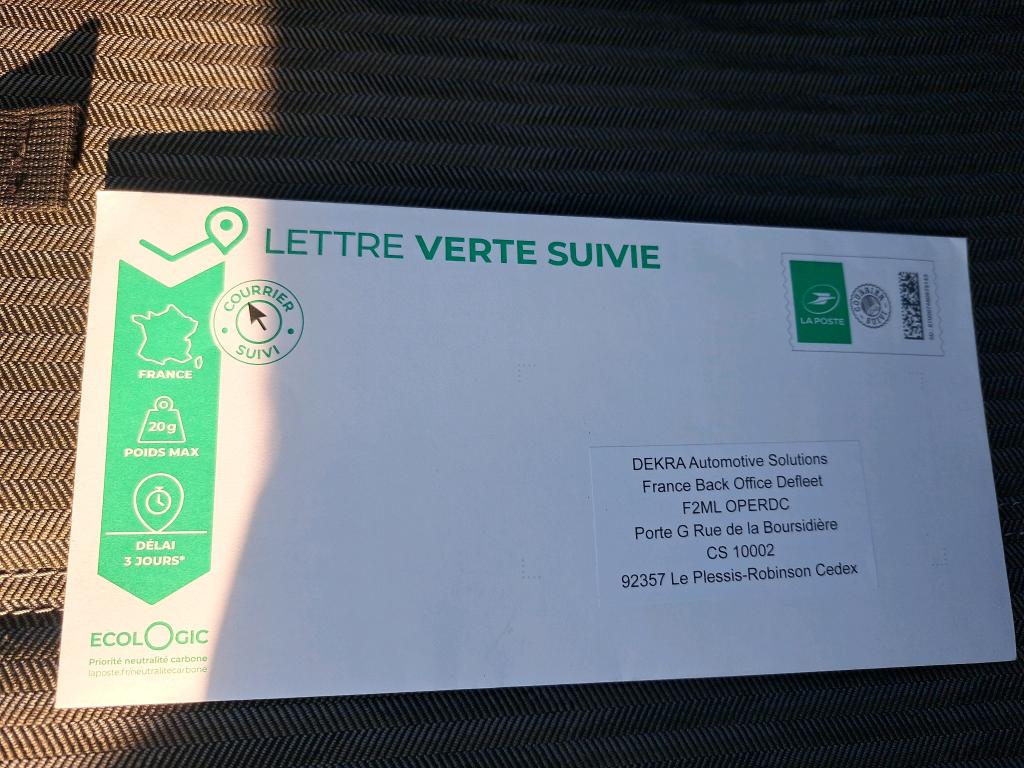 LETTRE VERTE SUIVIE
COURRIER
SUIVI
FRANCE
20g
POIDS MAX
DÉLAI
3 JOURS*
ECOLOGIC
Priorité neutralité carbone
laposte.fr/neutralitecarbone
LA POSTE
COURRIER
SUIVI
DEKRA Automotive Solutions
France Back Office Defleet
F2ML OPERDC
Porte G Rue de la Boursidière
CS 10002
92357 Le Plessis-Robinson Cedex